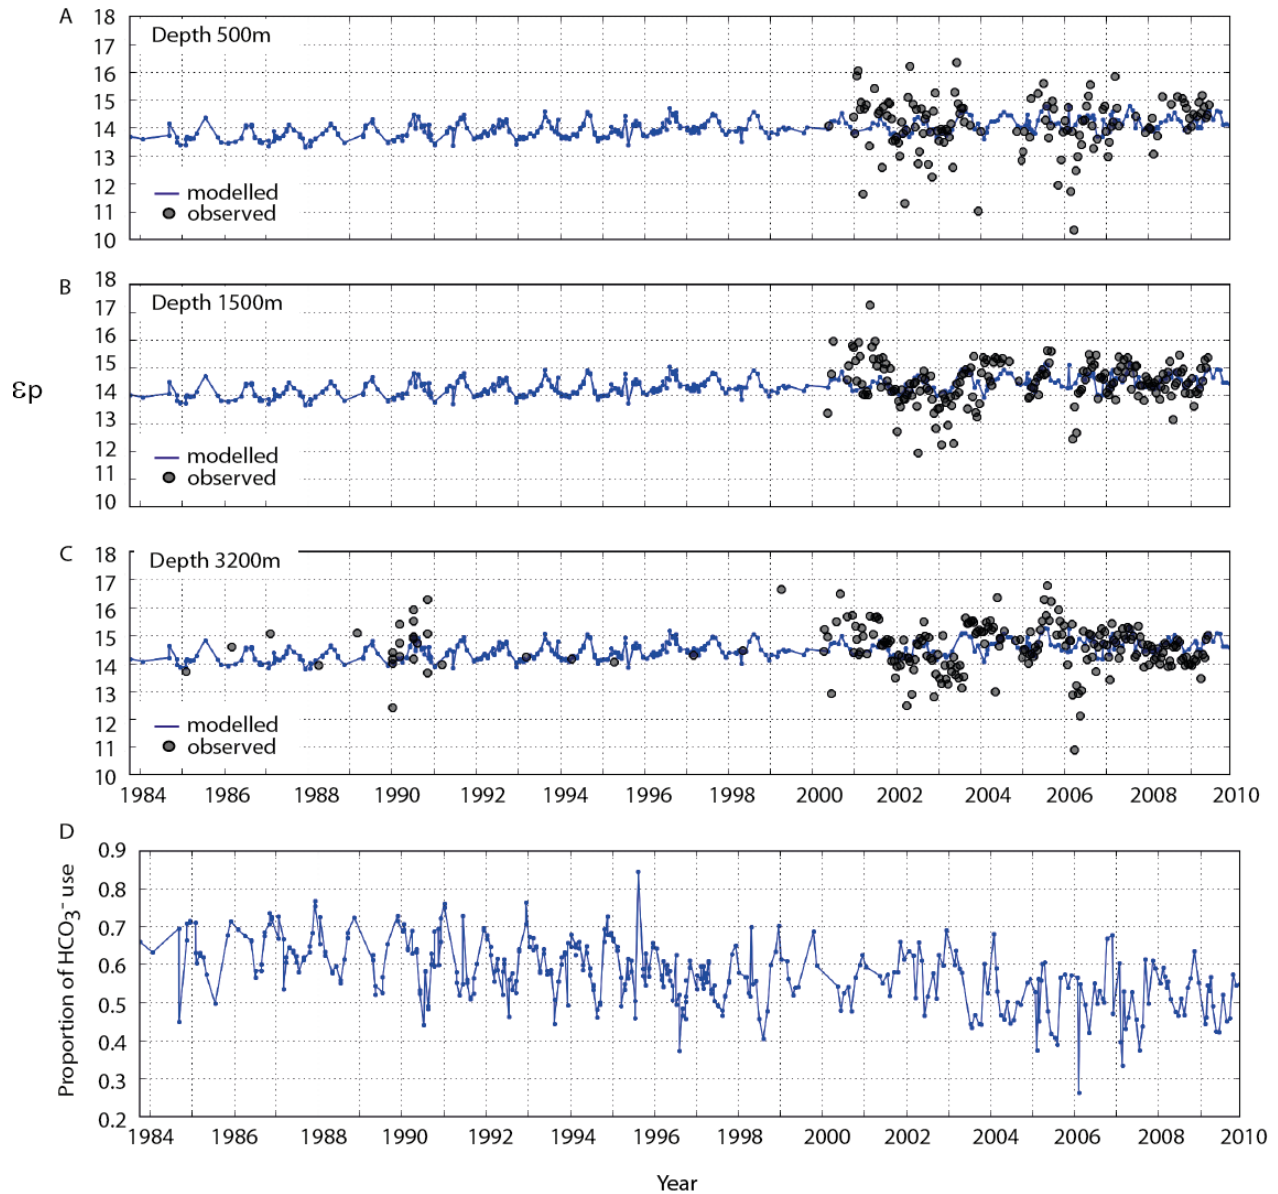 A
Depth 500m
18
17
16
15
14
13
12
11
10
modelled
observed
B
Depth 1500m
18
17
16
15
14
13
12
11
10
modelled
observed
εp
C
Depth 3200m
18
17
16
15
14
13
12
11
10
modelled
observed
1984 1986 1988 1990 1992 1994 1996 1998 2000 2002 2004 2006 2008 2010
D
Proportion of HCO3- use
0.9
0.8
0.7
0.6
0.5
0.4
0.3
0.2
1984 1986 1988 1990 1992 1994 1996 1998 2000 2002 2004 2006 2008 2010
Year